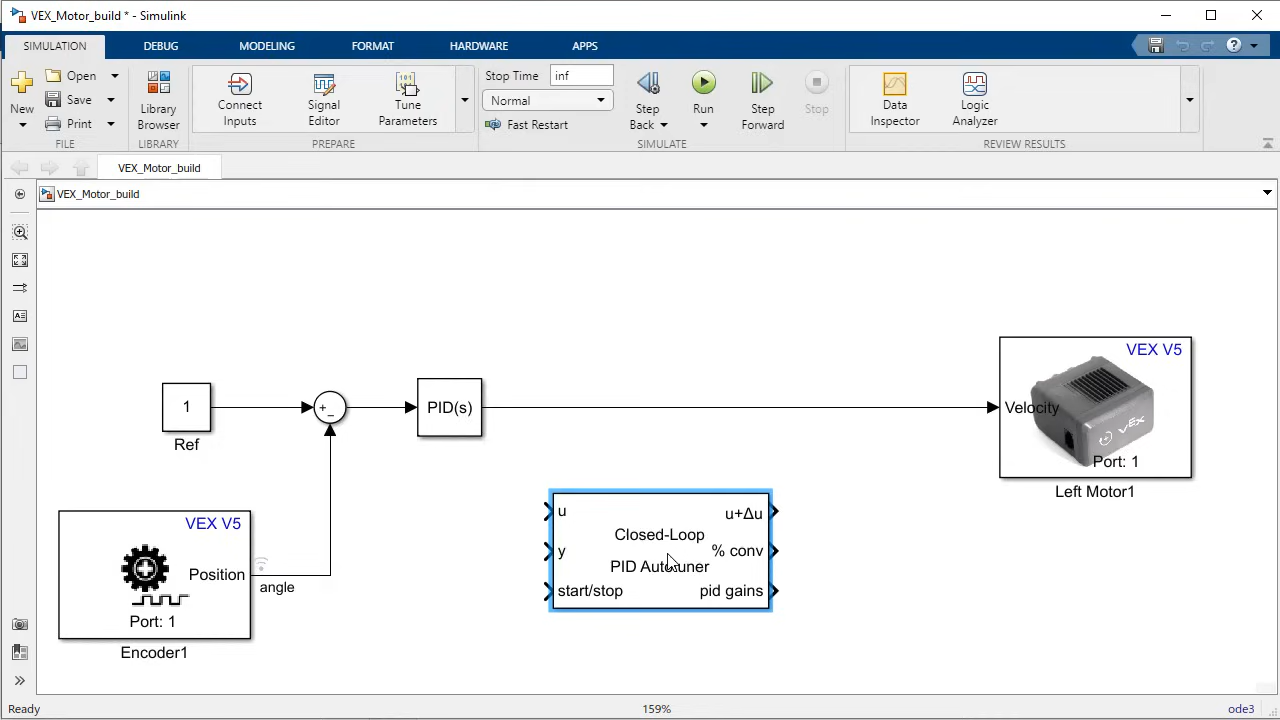 VEX_Motor_build * - Simulink
SIMULATION
DEBUG
MODELING
FORMAT
HARDWARE
APPS
New
Open
Save
Print
FILE
Library
Browser
LIBRARY
Connect
Inputs
Signal
Editor
Tune
Parameters
PREPARE
Stop Time
inf
Normal
Fast Restart
Step
Back
Run
Step
Forward
Stop
SIMULATE
Data
Inspector
Logic
Analyzer
REVIEW RESULTS
VEX_Motor_build
VEX_Motor_build
1
Ref
+
_
PID(s)
VEX V5
Velocity
VEX
Port: 1
Left Motor1
VEX V5
Position
angle
Port: 1
Encoder1
u
y
start/stop
Closed-Loop
PID Autotuner
u+Δu
% conv
pid gains
Ready
159%
ode3